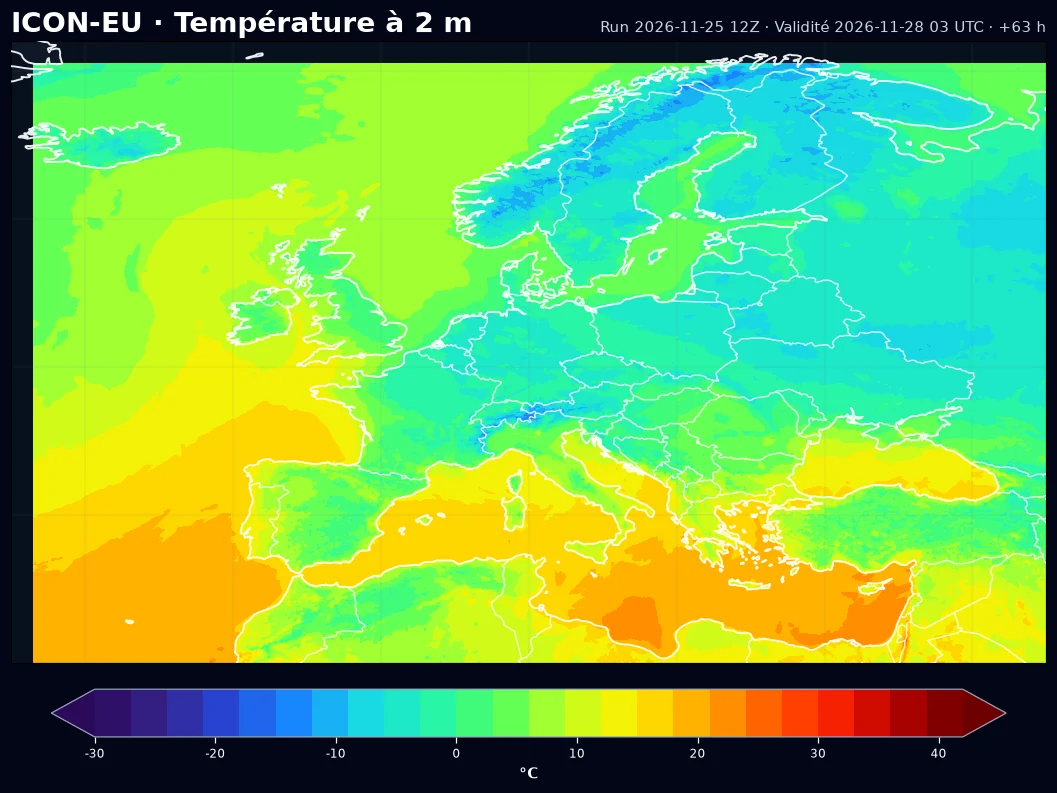 ICON-EU · Température à 2 m
Run 2026-11-25 12Z · Validité 2026-11-28 03 UTC · +63 h
-30 -20 -10 0 10 20 30 40
°C